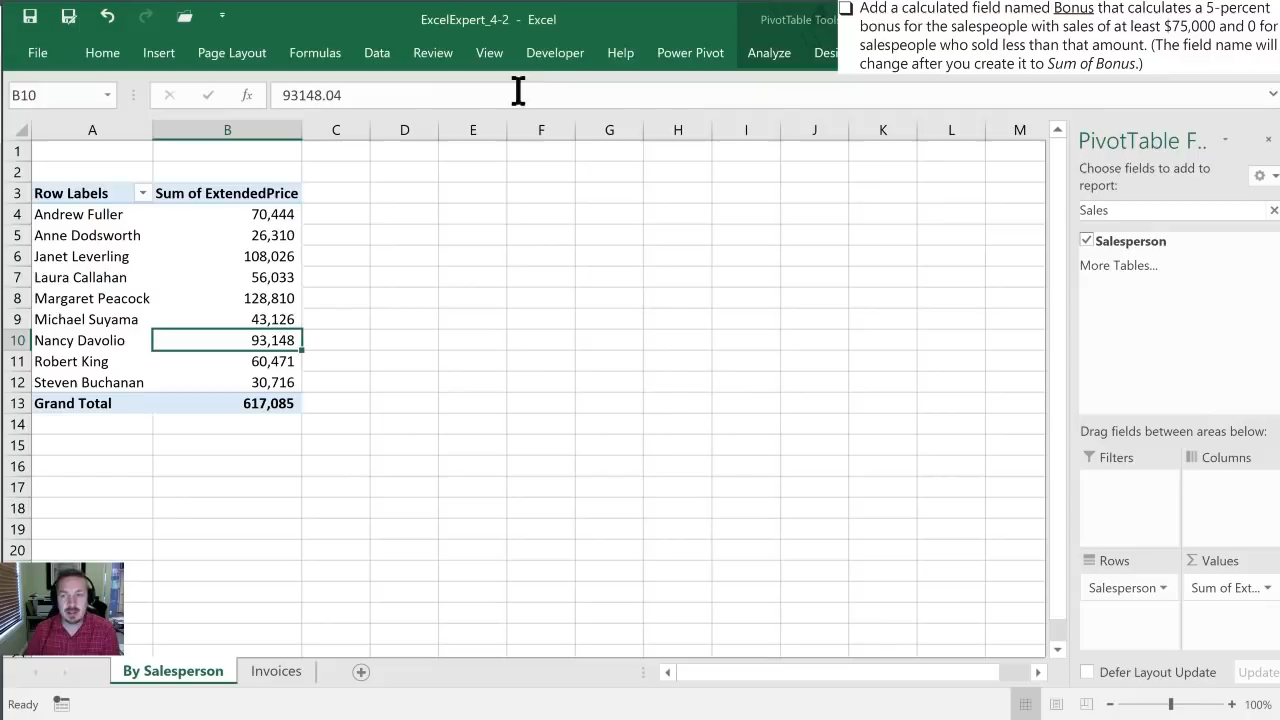 ExcelExpert_4-2 - Excel
PivotTable Tools
Add a calculated field named Bonus that calculates a 5-percent
bonus for the salespeople with sales of at least $75,000 and 0 for
salespeople who sold less than that amount. (The field name will
change after you create it to Sum of Bonus.)
File Home Insert Page Layout Formulas Data Review View Developer Help Power Pivot Analyze
B10 fx 93148.04
A B C D E F G H I J K L M
1
2
3 Row Labels Sum of ExtendedPrice
4 Andrew Fuller 70,444
5 Anne Dodsworth 26,310
6 Janet Leverling 108,026
7 Laura Callahan 56,033
8 Margaret Peacock 128,810
9 Michael Suyama 43,126
10 Nancy Davolio 93,148
11 Robert King 60,471
12 Steven Buchanan 30,716
13 Grand Total 617,085
14
15
16
17
18
19
20
PivotTable F..
Choose fields to add to
report:
Sales
Salesperson
More Tables...
Drag fields between areas below:
Filters Columns
Rows Σ Values
Salesperson Sum of Ext...
Defer Layout Update Update
By Salesperson Invoices
Ready 100%